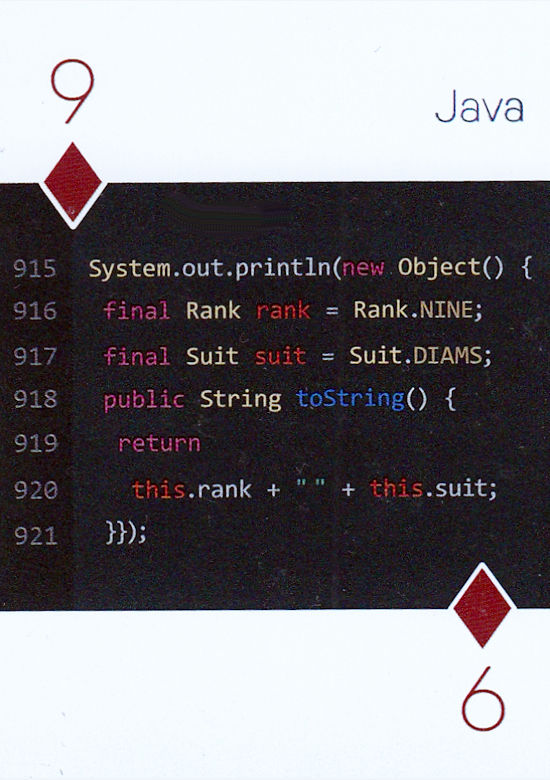 9
Java
915 System.out.println(new Object() {
916 final Rank rank = Rank.NINE;
917 final Suit suit = Suit.DIAMS;
918 public String toString() {
919 return
920 this.rank + " " + this.suit;
921 }});
9